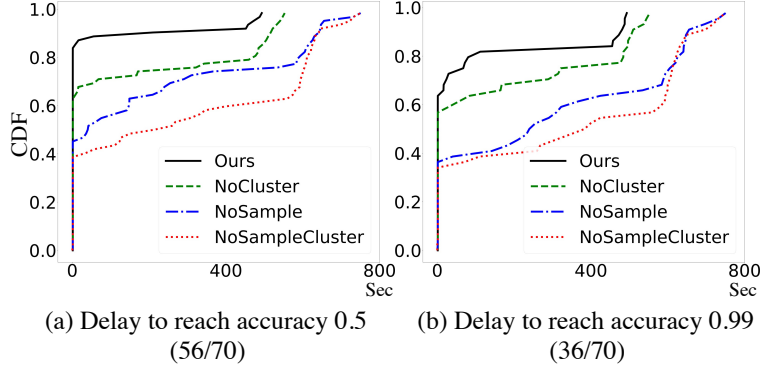 1.0
0.8
0.6
0.4
0.2
0.0
CDF
Ours
NoCluster
NoSample
NoSampleCluster
0 400 800
Sec
(a) Delay to reach accuracy 0.5
(56/70)
1.0
0.8
0.6
0.4
0.2
0.0
Ours
NoCluster
NoSample
NoSampleCluster
0 400 800
Sec
(b) Delay to reach accuracy 0.99
(36/70)